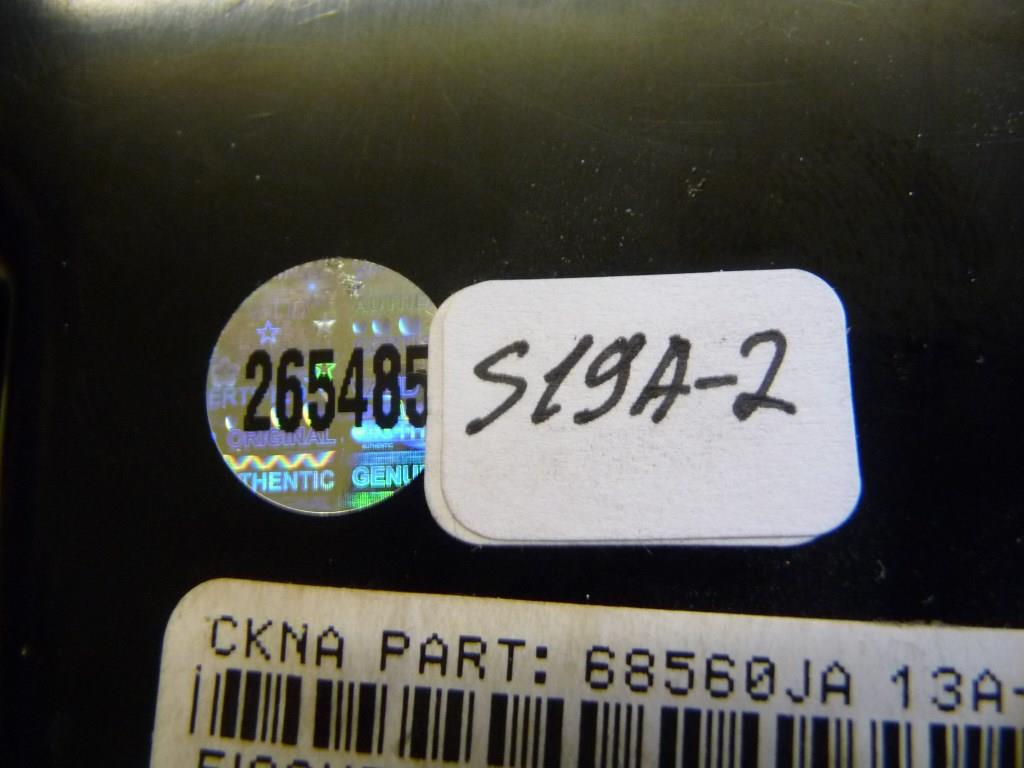 265485
ORIGINAL
THENTIC GENU
S19A-2
CKNA PART: 68560JA 13A-